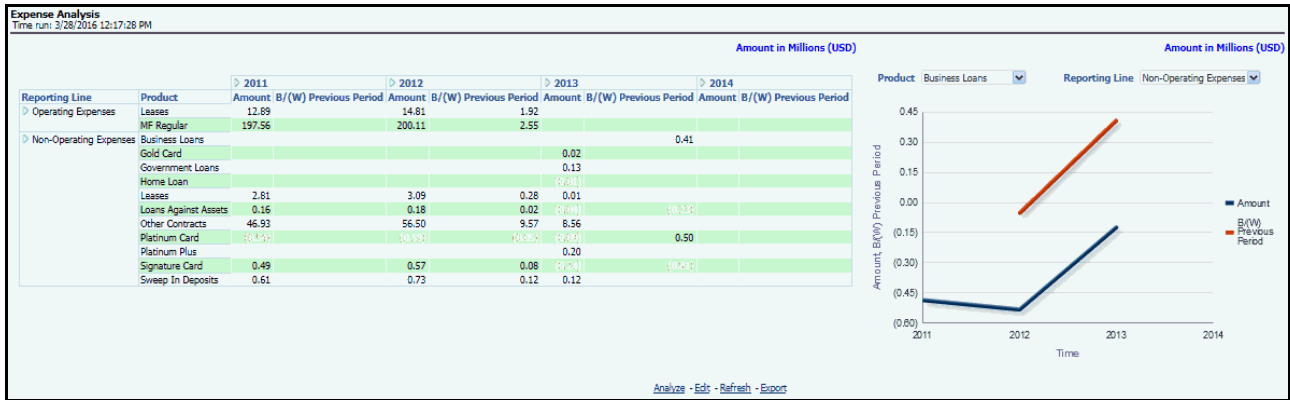 Expense Analysis
Time run: 3/28/2016 12:17:28 PM
Amount in Millions (USD)
2011 2012 2013 2014
Reporting Line Product Amount B/(W) Previous Period Amount B/(W) Previous Period Amount B/(W) Previous Period Amount B/(W) Previous Period
Operating Expenses Leases 12.89 14.81 1.92
MF Regular 197.56 200.11 2.55
Non-Operating Expenses Business Loans 0.41
Gold Card 0.02
Government Loans 0.13
Home Loan
Leases 2.81 3.09 0.28 0.01
Loans Against Assets 0.16 0.18 0.02
Other Contracts 46.93 56.50 9.57 8.56
Platinum Card 0.50
Platinum Plus 0.20
Signature Card 0.49 0.57 0.08
Sweep In Deposits 0.61 0.73 0.12 0.12
Amount in Millions (USD)
Product Business Loans Reporting Line Non-Operating Expenses
Amount, B/(W) Previous Period
0.45
0.30
0.15
0.00
(0.15)
(0.30)
(0.45)
(0.60)
2011 2012 2013 2014
Time
Amount
B/(W)
Previous
Period
Analyze - Edit - Refresh - Export